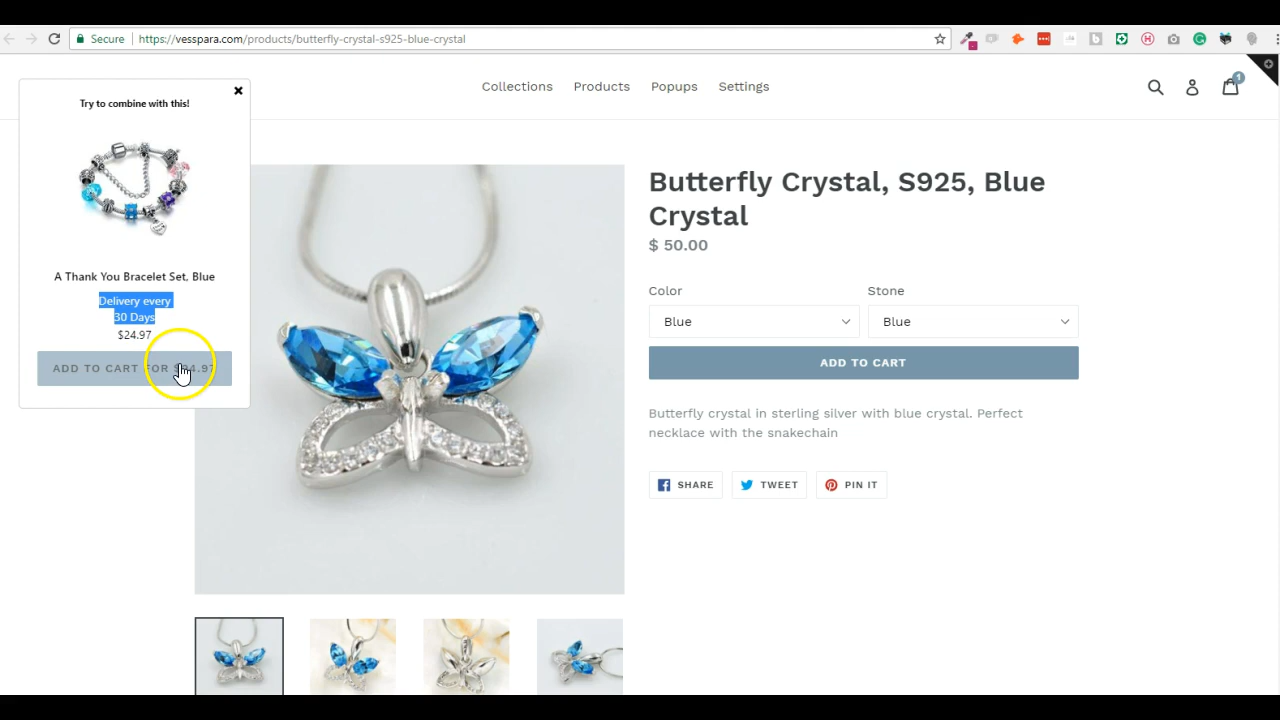 Secure
https://vesspara.com/products/butterfly-crystal-s925-blue-crystal
Collections
Products
Popups
Settings
1
Try to combine with this!
A Thank You Bracelet Set, Blue
Delivery every
30 Days
$24.97
ADD TO CART FOR $24.97
Butterfly Crystal, S925, Blue
Crystal
$ 50.00
Color
Stone
Blue
Blue
ADD TO CART
Butterfly crystal in sterling silver with blue crystal. Perfect
necklace with the snakechain
SHARE
TWEET
PIN IT